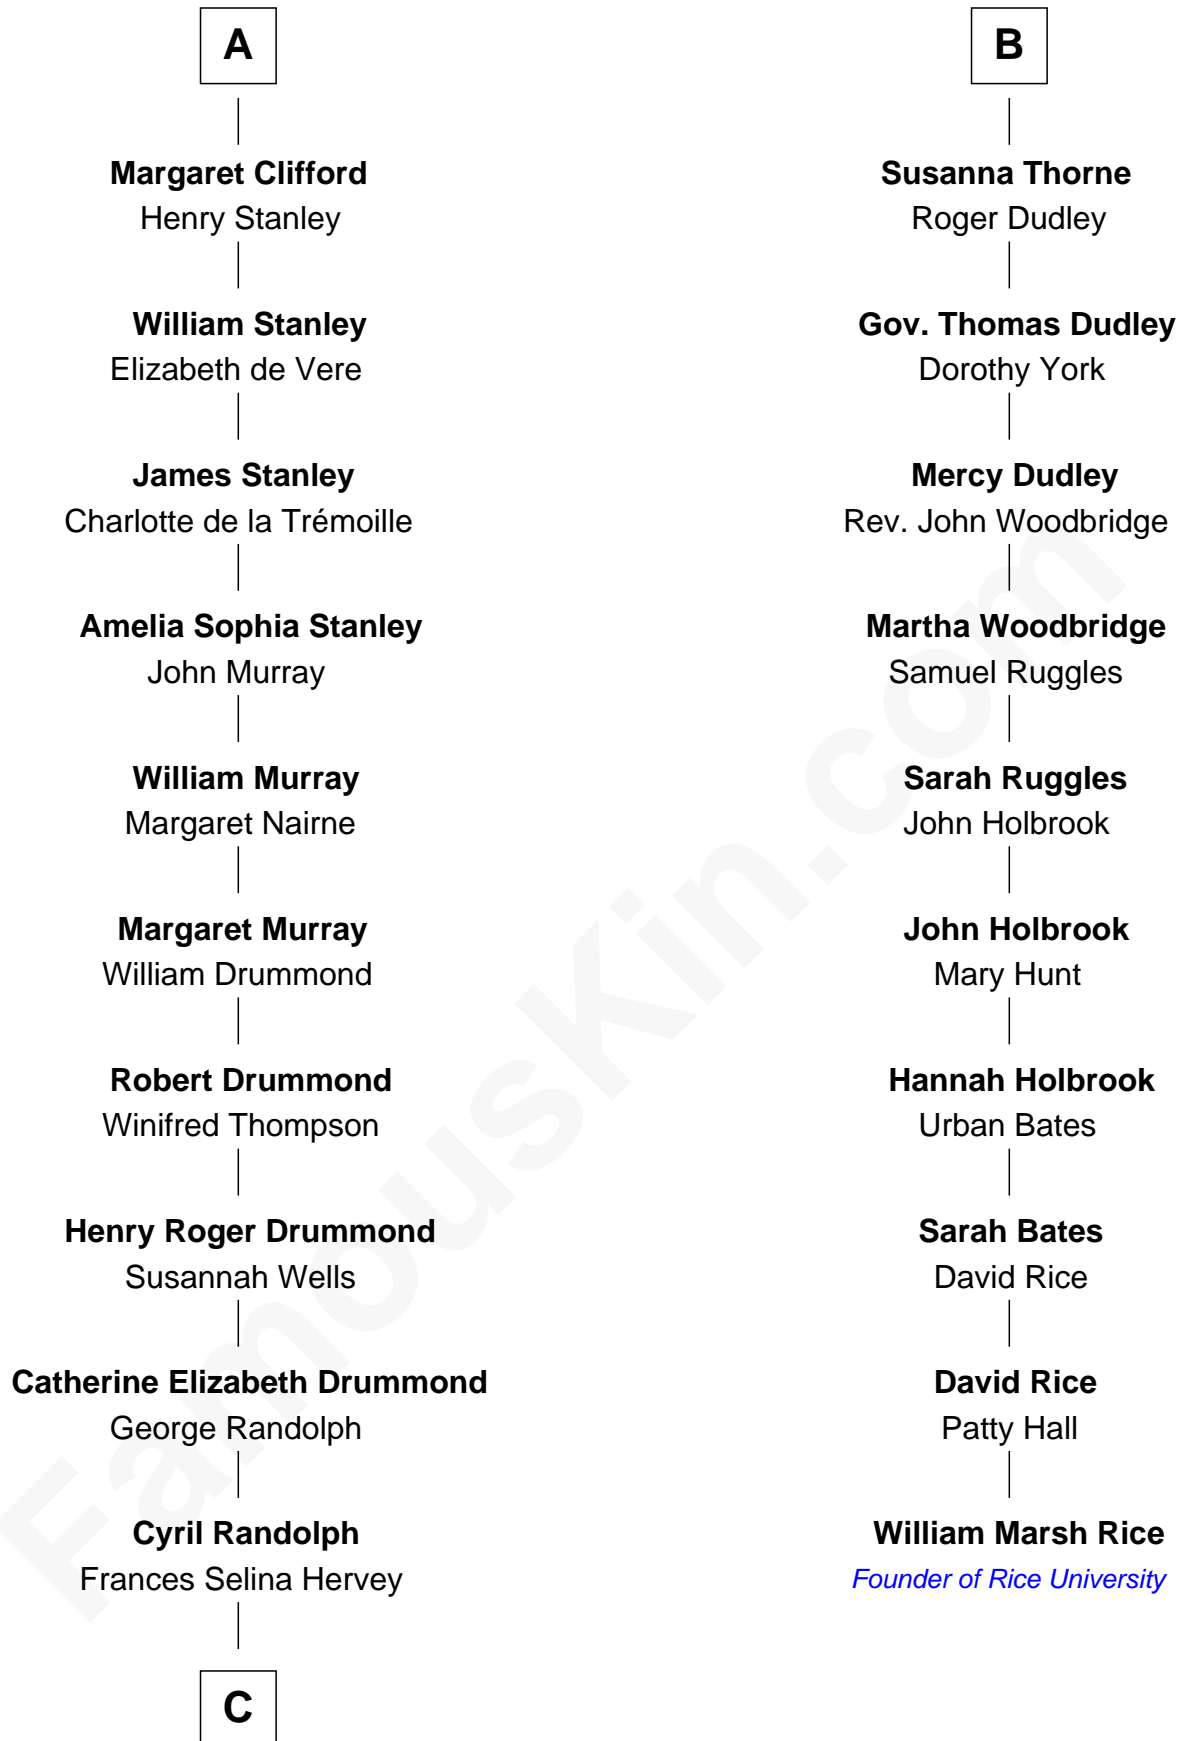 A
Margaret Clifford
Henry Stanley
William Stanley
Elizabeth de Vere
James Stanley
Charlotte de la Trémoille
Amelia Sophia Stanley
John Murray
William Murray
Margaret Nairne
Margaret Murray
William Drummond
Robert Drummond
Winifred Thompson
Henry Roger Drummond
Susannah Wells
Catherine Elizabeth Drummond
George Randolph
Cyril Randolph
Frances Selina Hervey
C
B
Susanna Thorne
Roger Dudley
Gov. Thomas Dudley
Dorothy York
Mercy Dudley
Rev. John Woodbridge
Martha Woodbridge
Samuel Ruggles
Sarah Ruggles
John Holbrook
John Holbrook
Mary Hunt
Hannah Holbrook
Urban Bates
Sarah Bates
David Rice
David Rice
Patty Hall
William Marsh Rice
Founder of Rice University
FamousKin.com